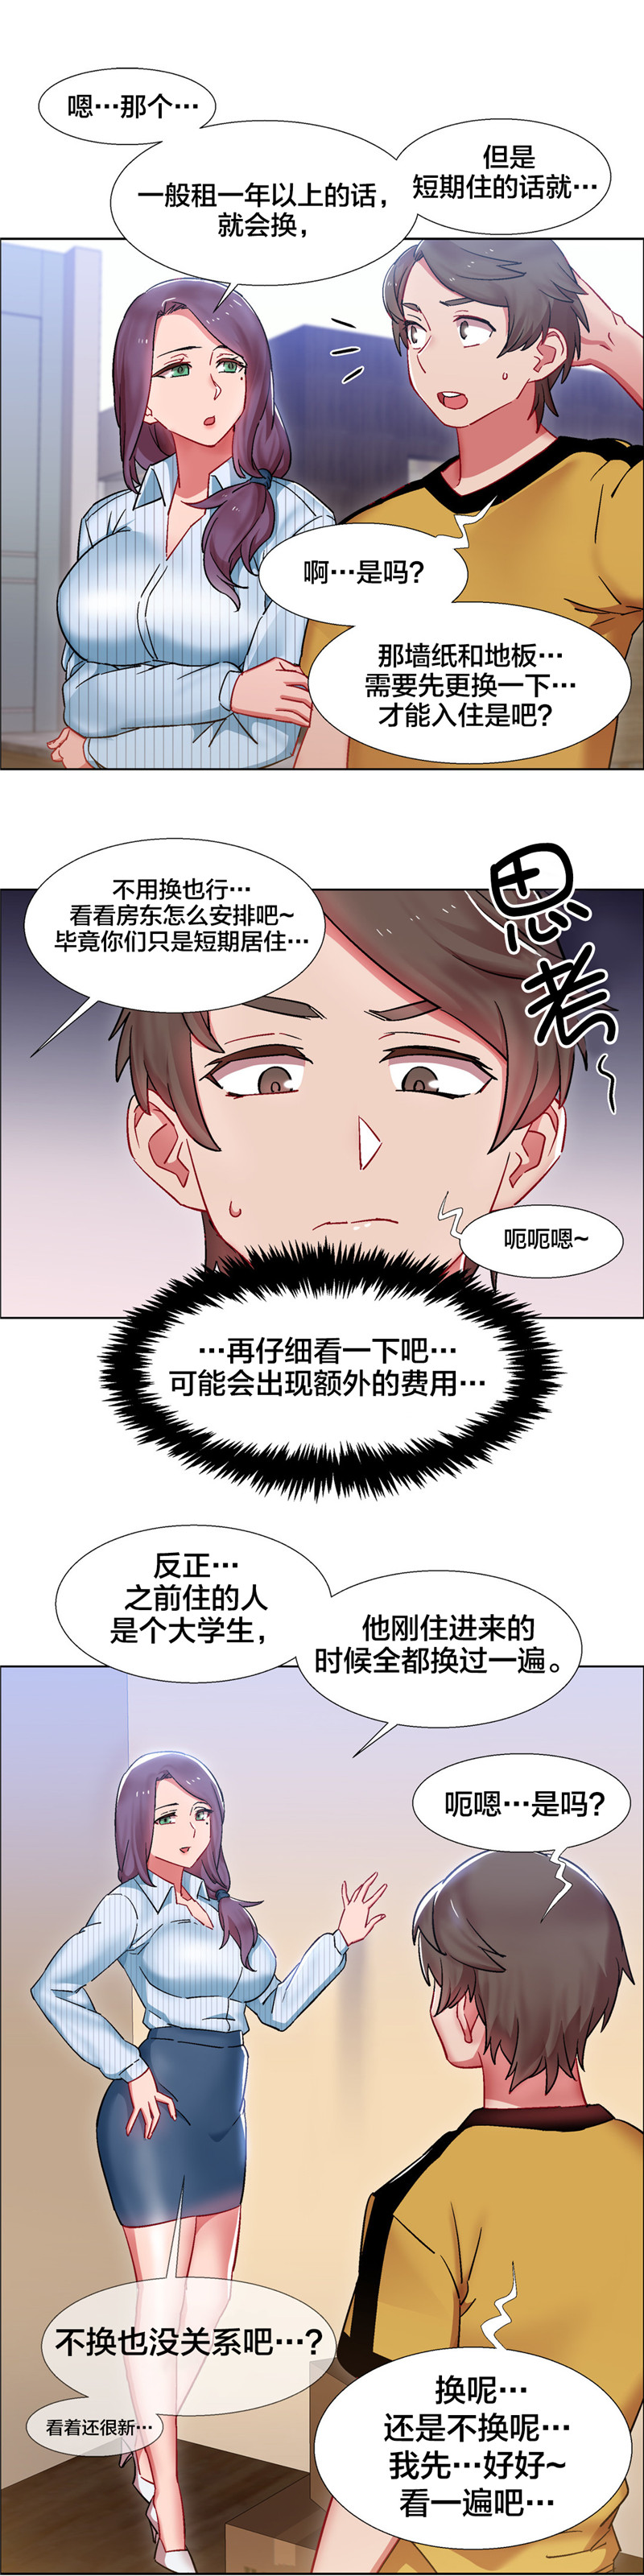 嗯…那个…
一般租一年以上的话，
就会换，
但是
短期住的话就…
啊…是吗？
那墙纸和地板…
需要先更换一下…
才能入住是吧？
不用换也行…
看看房东怎么安排吧~
毕竟你们只是短期居住…
思考
呃呃嗯~
…再仔细看一下吧…
可能会出现额外的费用…
反正…
之前住的人
是个大学生，
他刚住进来的
时候全都换过一遍。
呃嗯…是吗？
不换也没关系吧…？
看着还很新…
换呢…
还是不换呢…
我先…好好~
看一遍吧…